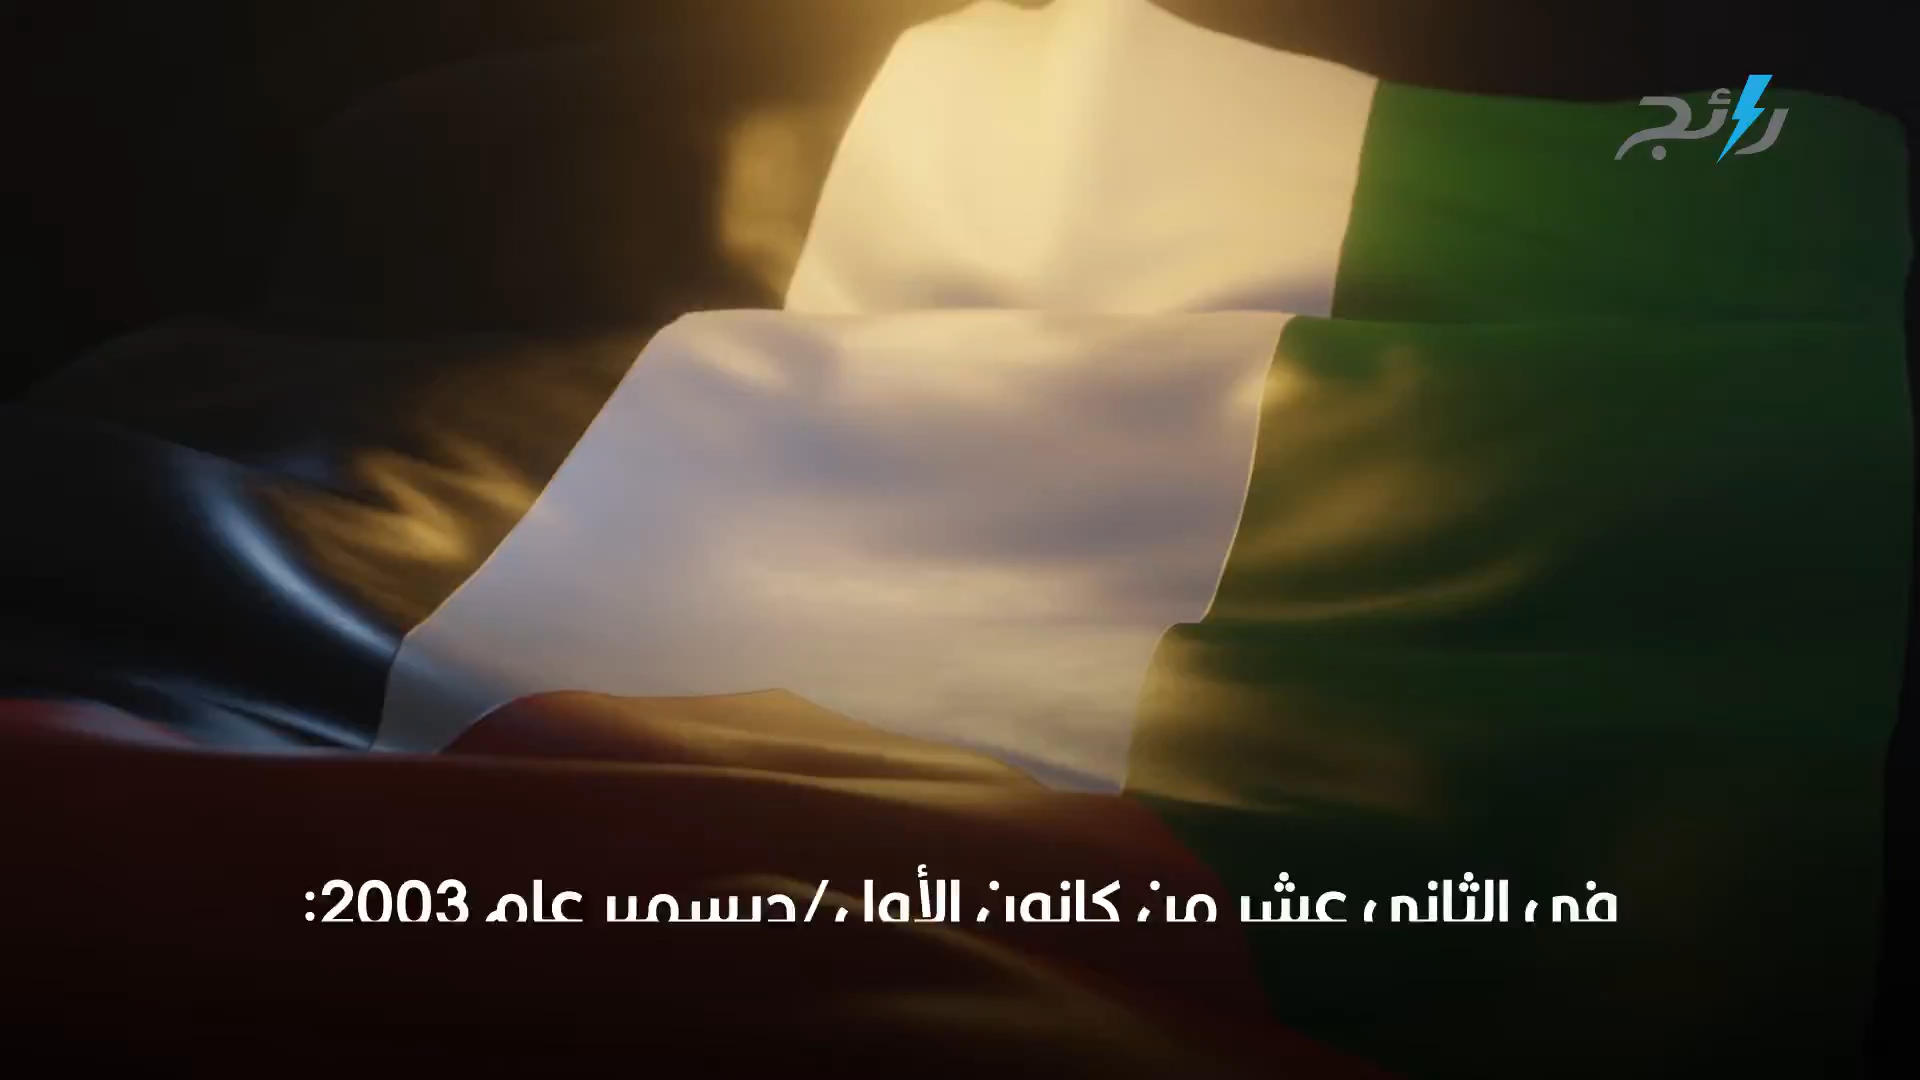 رائج
في الثاني عشر من كانون الأول/ديسمبر عام 2003: